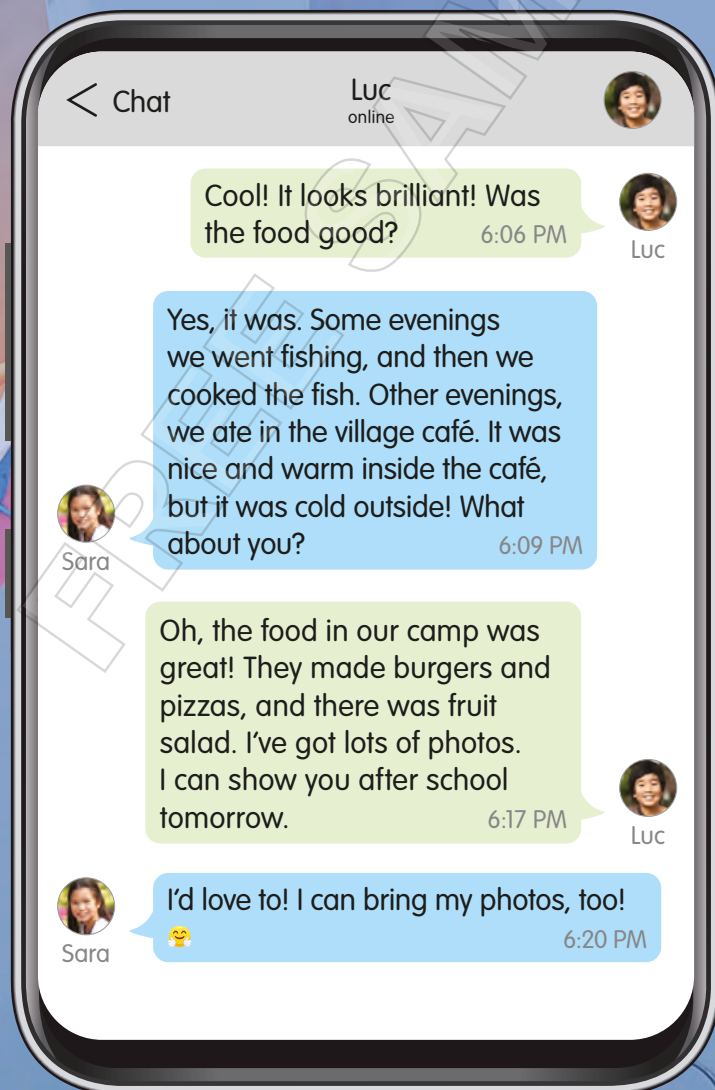 Chat
Luc
online
Cool! It looks brilliant! Was
the food good? 6:06 PM
Luc
Yes, it was. Some evenings
we went fishing, and then we
cooked the fish. Other evenings,
we ate in the village café. It was
nice and warm inside the café,
but it was cold outside! What
about you? 6:09 PM
Sara
Oh, the food in our camp was
great! They made burgers and
pizzas, and there was fruit
salad. I’ve got lots of photos.
I can show you after school
tomorrow. 6:17 PM
Luc
I’d love to! I can bring my photos, too!
🤗 6:20 PM
Sara
FREE SAM